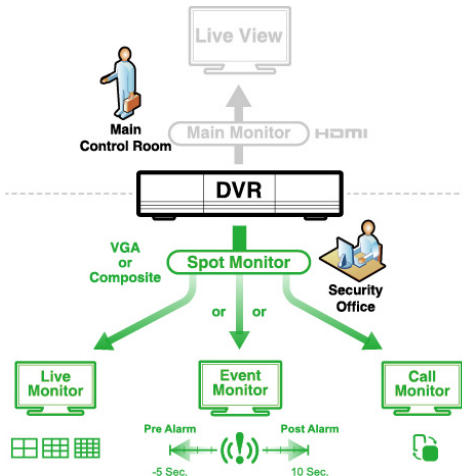 Live View
Main
Control Room
Main Monitor
HDMI
DVR
VGA
or
Composite
Spot Monitor
Security
Office
or or
Live
Monitor
Event
Monitor
Call
Monitor
Pre Alarm
Post Alarm
-5 Sec.
10 Sec.